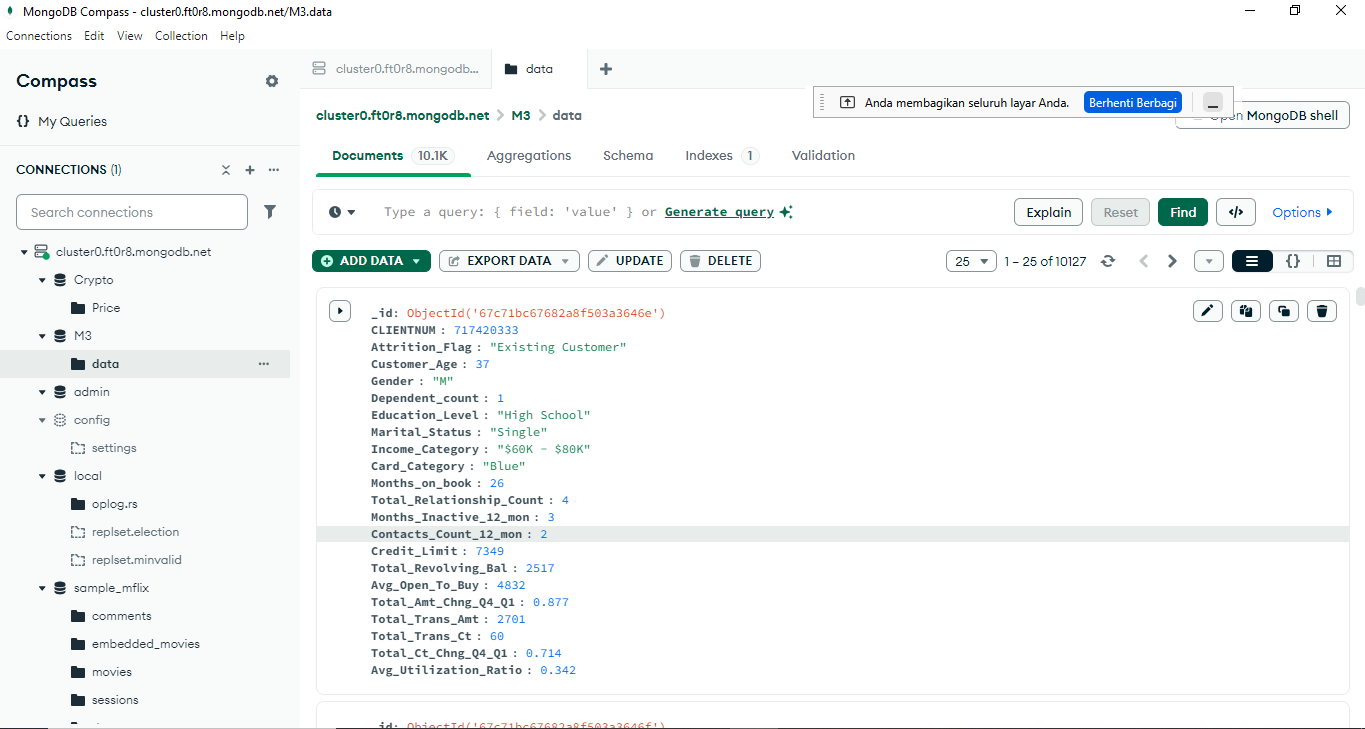 MongoDB Compass - cluster0.ft0r8.mongodb.net/M3.data
Connections Edit View Collection Help
Compass
My Queries
CONNECTIONS (1)
Search connections
cluster0.ft0r8.mongodb.net
Crypto
Price
M3
data
admin
config
settings
local
oplog.rs
replset.election
replset.minvalid
sample_mflix
comments
embedded_movies
movies
sessions
cluster0.ft0r8.mongodb...
data
Anda membagikan seluruh layar Anda. Berhenti Berbagi
cluster0.ft0r8.mongodb.net > M3 > data
MongoDB shell
Documents 10.1K Aggregations Schema Indexes 1 Validation
Type a query: { field: 'value' } or Generate query
Explain Reset Find </> Options
ADD DATA EXPORT DATA UPDATE DELETE
25 1 – 25 of 10127 {}
_id: ObjectId('67c71bc67682a8f503a3646e')
CLIENTNUM : 717420333
Attrition_Flag : "Existing Customer"
Customer_Age : 37
Gender : "M"
Dependent_count : 1
Education_Level : "High School"
Marital_Status : "Single"
Income_Category : "$60K - $80K"
Card_Category : "Blue"
Months_on_book : 26
Total_Relationship_Count : 4
Months_Inactive_12_mon : 3
Contacts_Count_12_mon : 2
Credit_Limit : 7349
Total_Revolving_Bal : 2517
Avg_Open_To_Buy : 4832
Total_Amt_Chng_Q4_Q1 : 0.877
Total_Trans_Amt : 2701
Total_Trans_Ct : 60
Total_Ct_Chng_Q4_Q1 : 0.714
Avg_Utilization_Ratio : 0.342
_id: ObjectId('67c71bc67682a8f503a3646f')